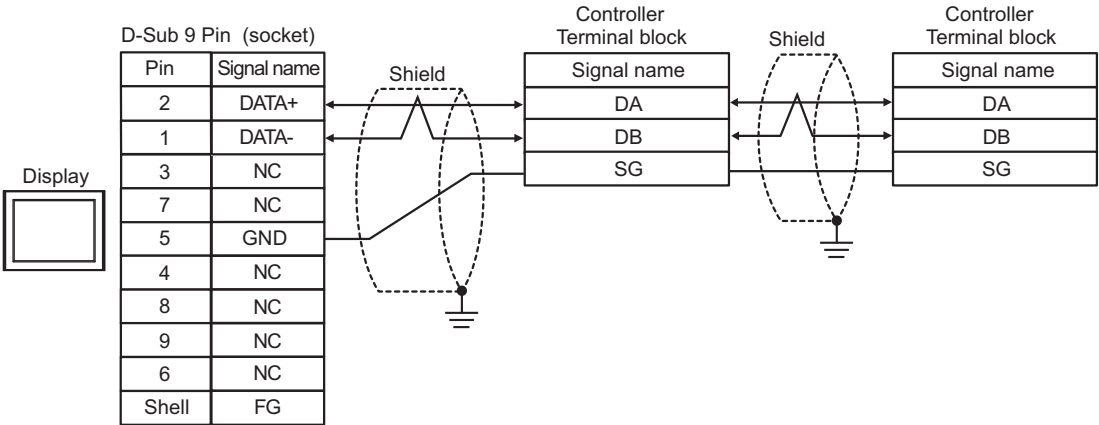 D-Sub 9 Pin (socket)
Pin Signal name
2 DATA+
1 DATA-
3 NC
7 NC
5 GND
4 NC
8 NC
9 NC
6 NC
Shell FG
Display
Shield
Controller
Terminal block
Signal name
DA
DB
SG
Shield
Controller
Terminal block
Signal name
DA
DB
SG